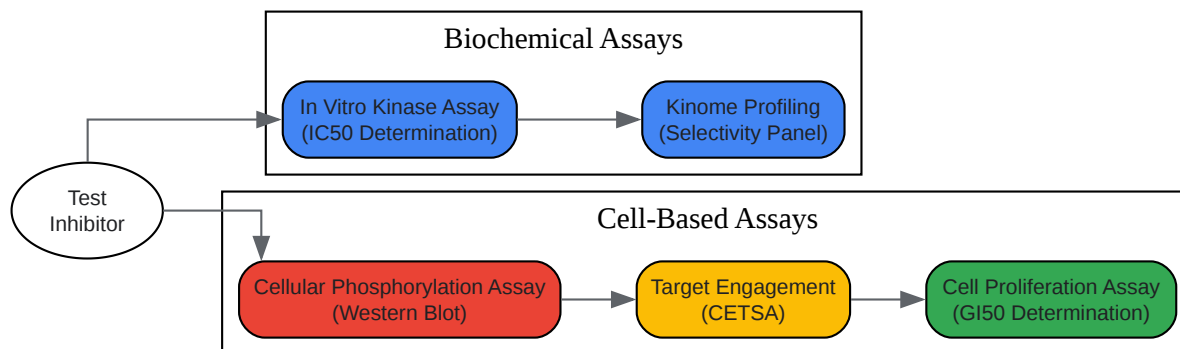 Biochemical Assays
In Vitro Kinase Assay
(IC50 Determination)
Kinome Profiling
(Selectivity Panel)
Test
Inhibitor
Cell-Based Assays
Cellular Phosphorylation Assay
(Western Blot)
Target Engagement
(CETSA)
Cell Proliferation Assay
(GI50 Determination)